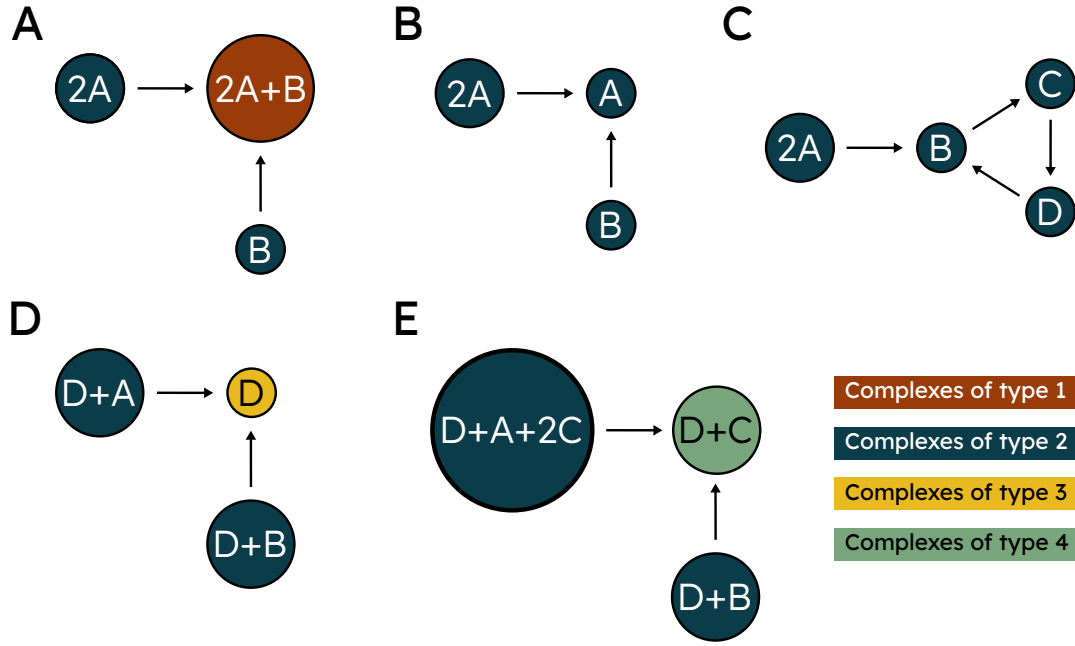 A
2A
2A+B
B
B
2A
A
B
C
2A
B
C
D
D
D+A
D
D+B
E
D+A+2C
D+C
D+B
Complexes of type 1
Complexes of type 2
Complexes of type 3
Complexes of type 4